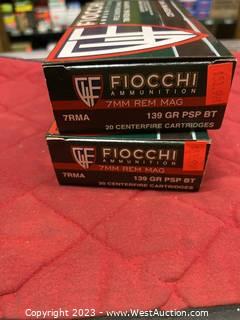 FIOCCHI
AMMUNITION
7MM REM MAG
7RMA
139 GR PSP BT
20 CENTERFIRE CARTRIDGES
FIOCCHI
AMMUNITION
7MM REM MAG
7RMA
139 GR PSP BT
20 CENTERFIRE CARTRIDGES
Copyright © 2023 - www.WestAuction.com